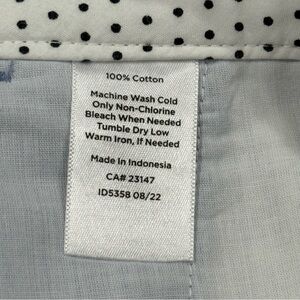 100% Cotton
Machine Wash Cold
Only Non-Chlorine
Bleach When Needed
Tumble Dry Low
Warm Iron, If Needed
Made In Indonesia
CA# 23147
ID5358 08/22